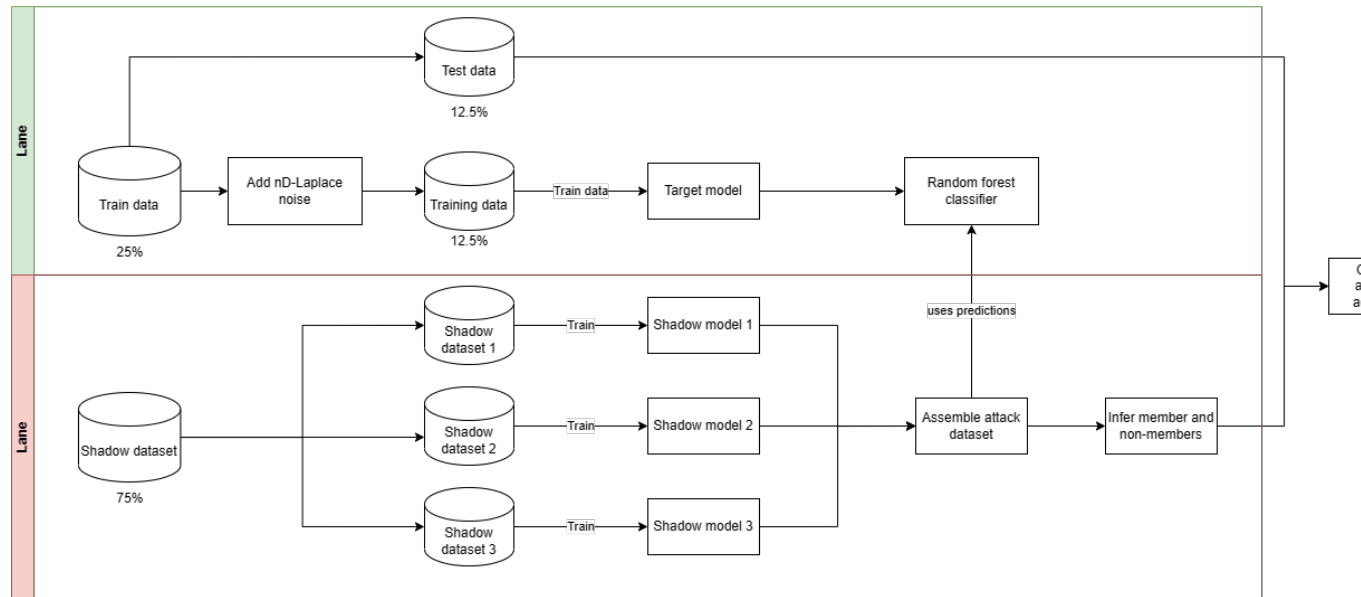 Lane
Test data
12.5%
Train data
25%
Add nD-Laplace
noise
Training data
12.5%
Train data
Target model
Random forest
classifier
Lane
uses predictions
Shadow dataset
75%
Shadow
dataset 1
Train
Shadow model 1
Shadow
dataset 2
Train
Shadow model 2
Shadow
dataset 3
Train
Shadow model 3
Assemble attack
dataset
Infer member and
non-members